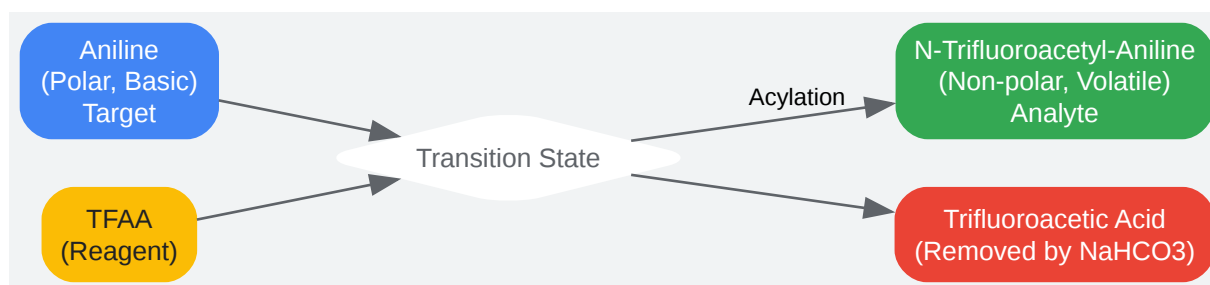 Aniline
(Polar, Basic)
Target
TFAA
(Reagent)
Transition State
Acylation
N-Trifluoroacetyl-Aniline
(Non-polar, Volatile)
Analyte
Trifluoroacetic Acid
(Removed by NaHCO3)